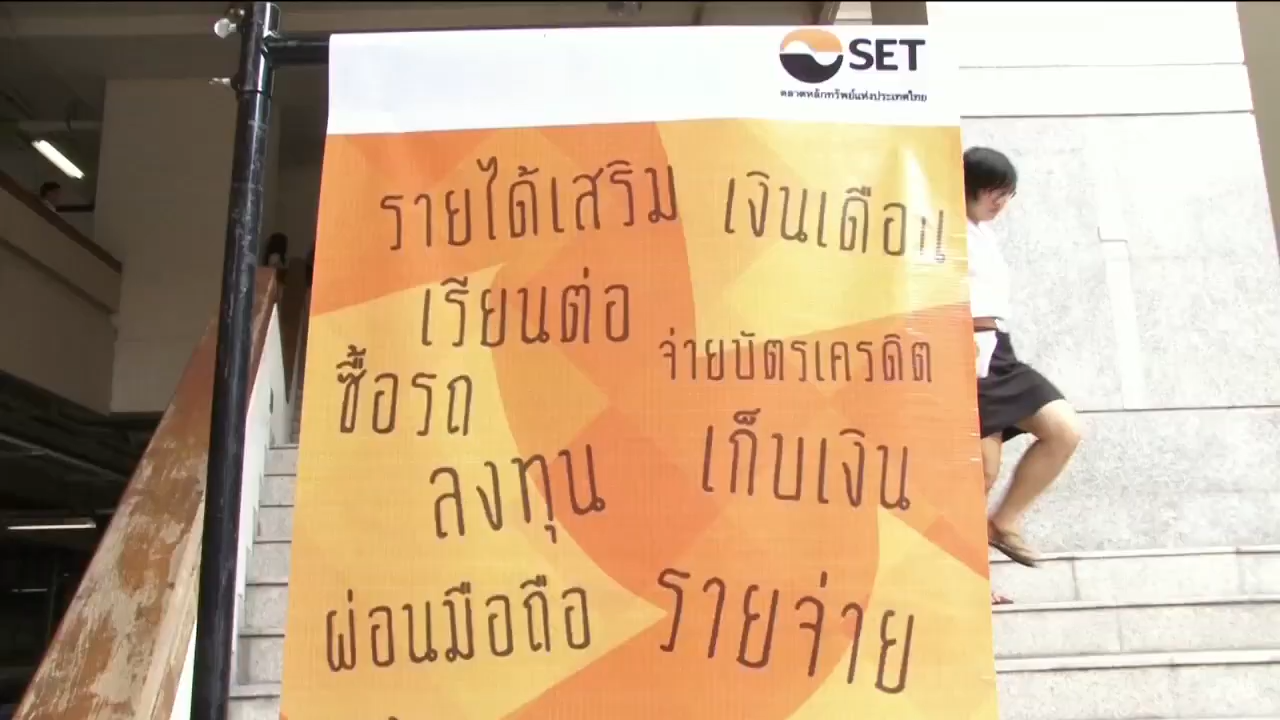 SET
ตลาดหลักทรัพย์แห่งประเทศไทย
รายได้เสริม เงินเดือน
เรียนต่อ
จ่ายบัตรเครดิต
ซื้อรถ
เก็บเงิน
ลงทุน
ผ่อนมือถือ รายจ่าย